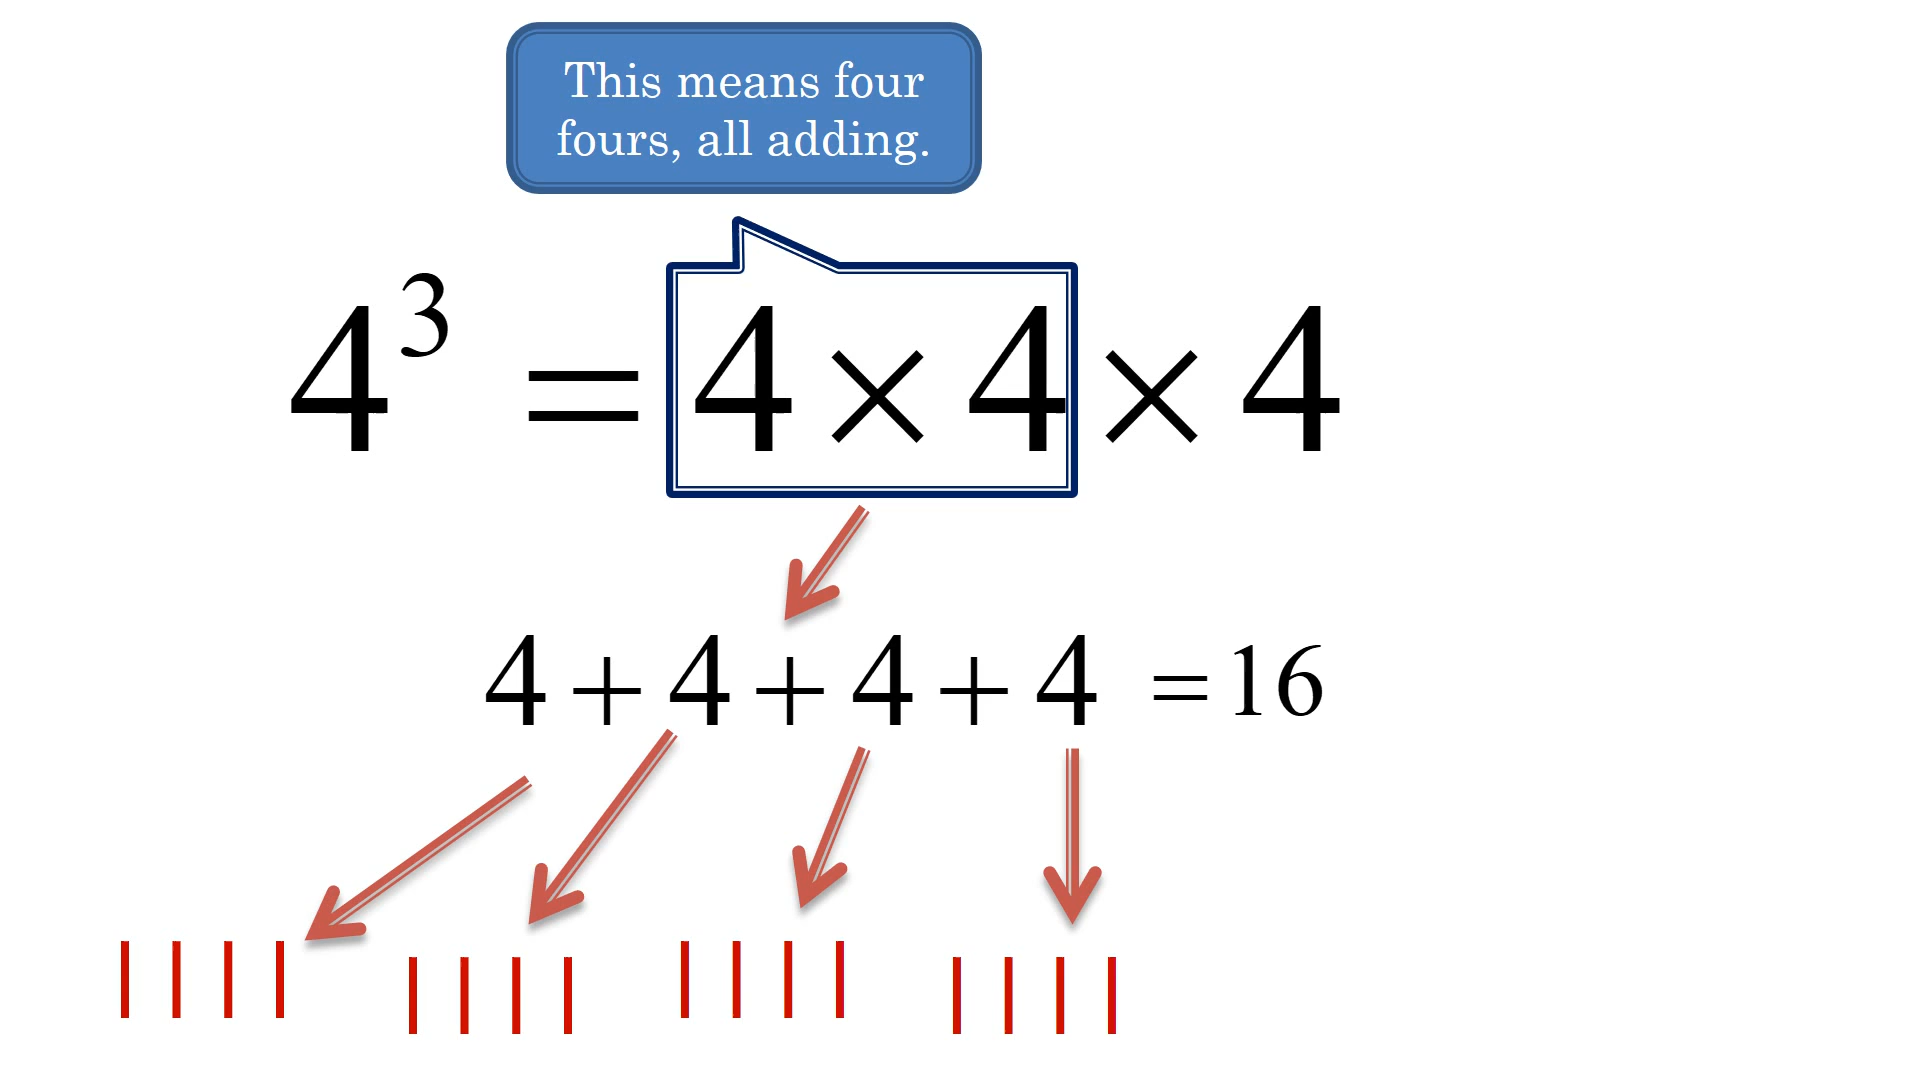 This means four
fours, all adding.
4³ = 4 × 4 × 4
4 + 4 + 4 + 4 = 16